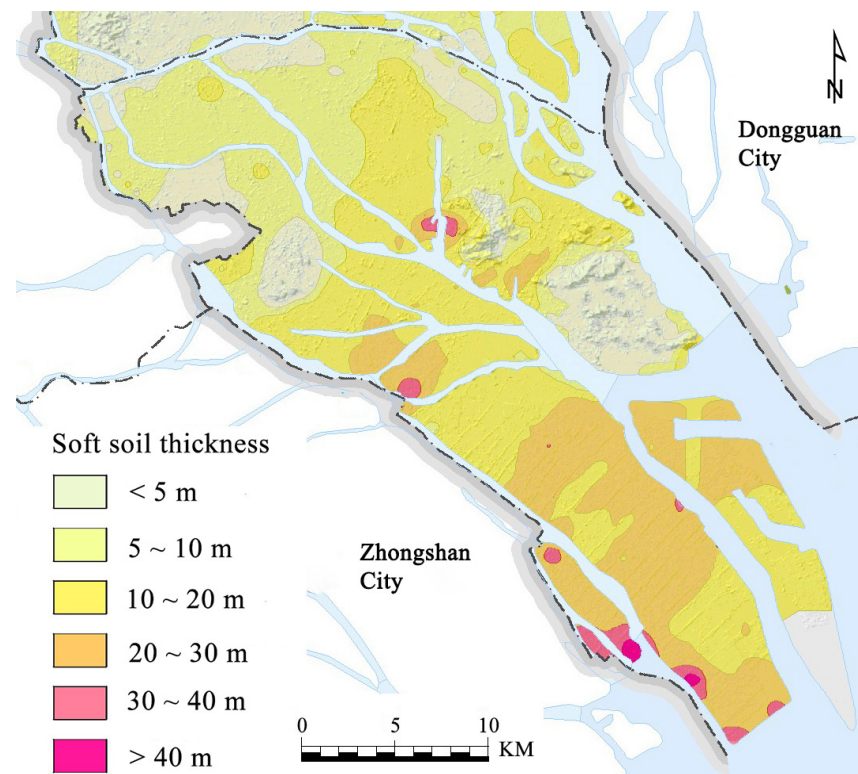 N
Dongguan
City
Soft soil thickness
< 5 m
5 ~ 10 m
10 ~ 20 m
20 ~ 30 m
30 ~ 40 m
> 40 m
Zhongshan
City
0 5 10
KM